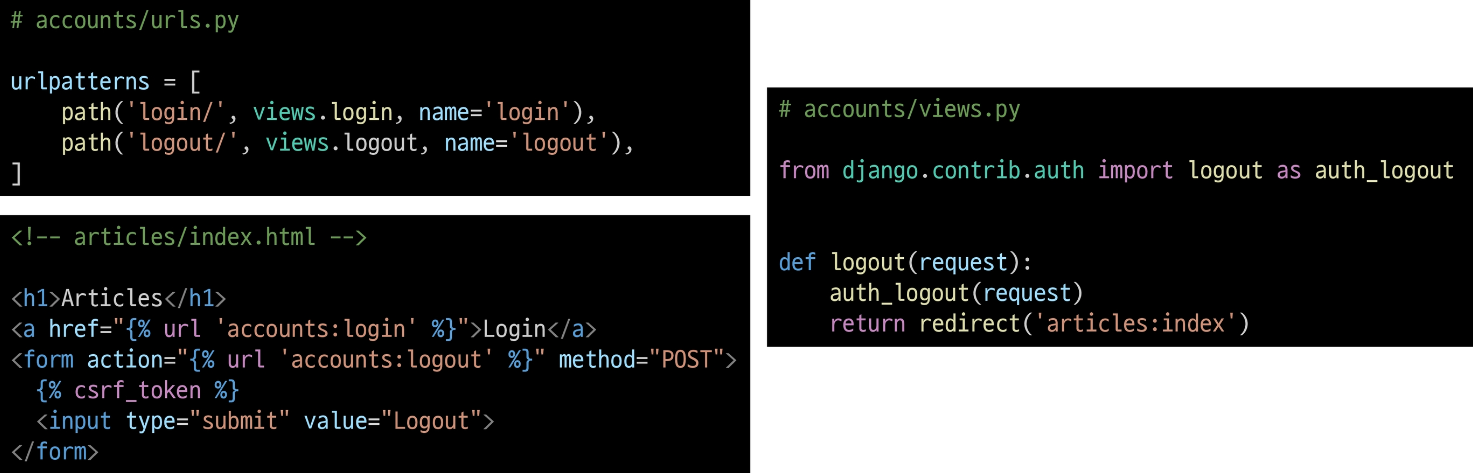 # accounts/urls.py
urlpatterns = [
    path('login/', views.login, name='login'),
    path('logout/', views.logout, name='logout'),
]
<!-- articles/index.html -->
<h1>Articles</h1>
<a href="{% url 'accounts:login' %}">Login</a>
<form action="{% url 'accounts:logout' %}" method="POST">
  {% csrf_token %}
  <input type="submit" value="Logout">
</form>
# accounts/views.py
from django.contrib.auth import logout as auth_logout
def logout(request):
    auth_logout(request)
    return redirect('articles:index')